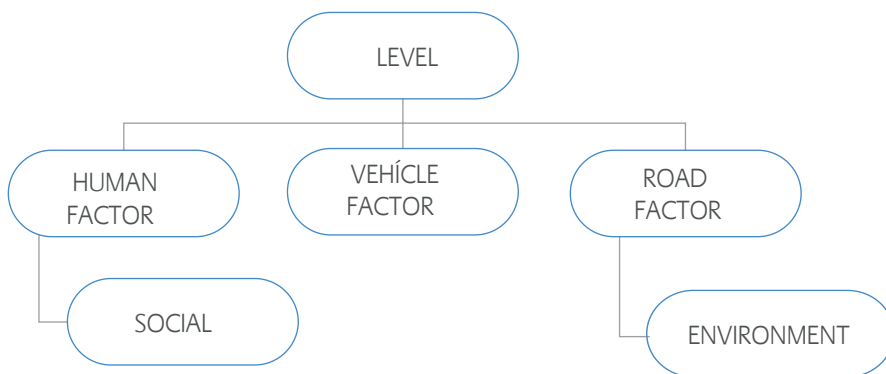 LEVEL
HUMAN
FACTOR
VEHÍCLE
FACTOR
ROAD
FACTOR
SOCIAL
ENVIRONMENT